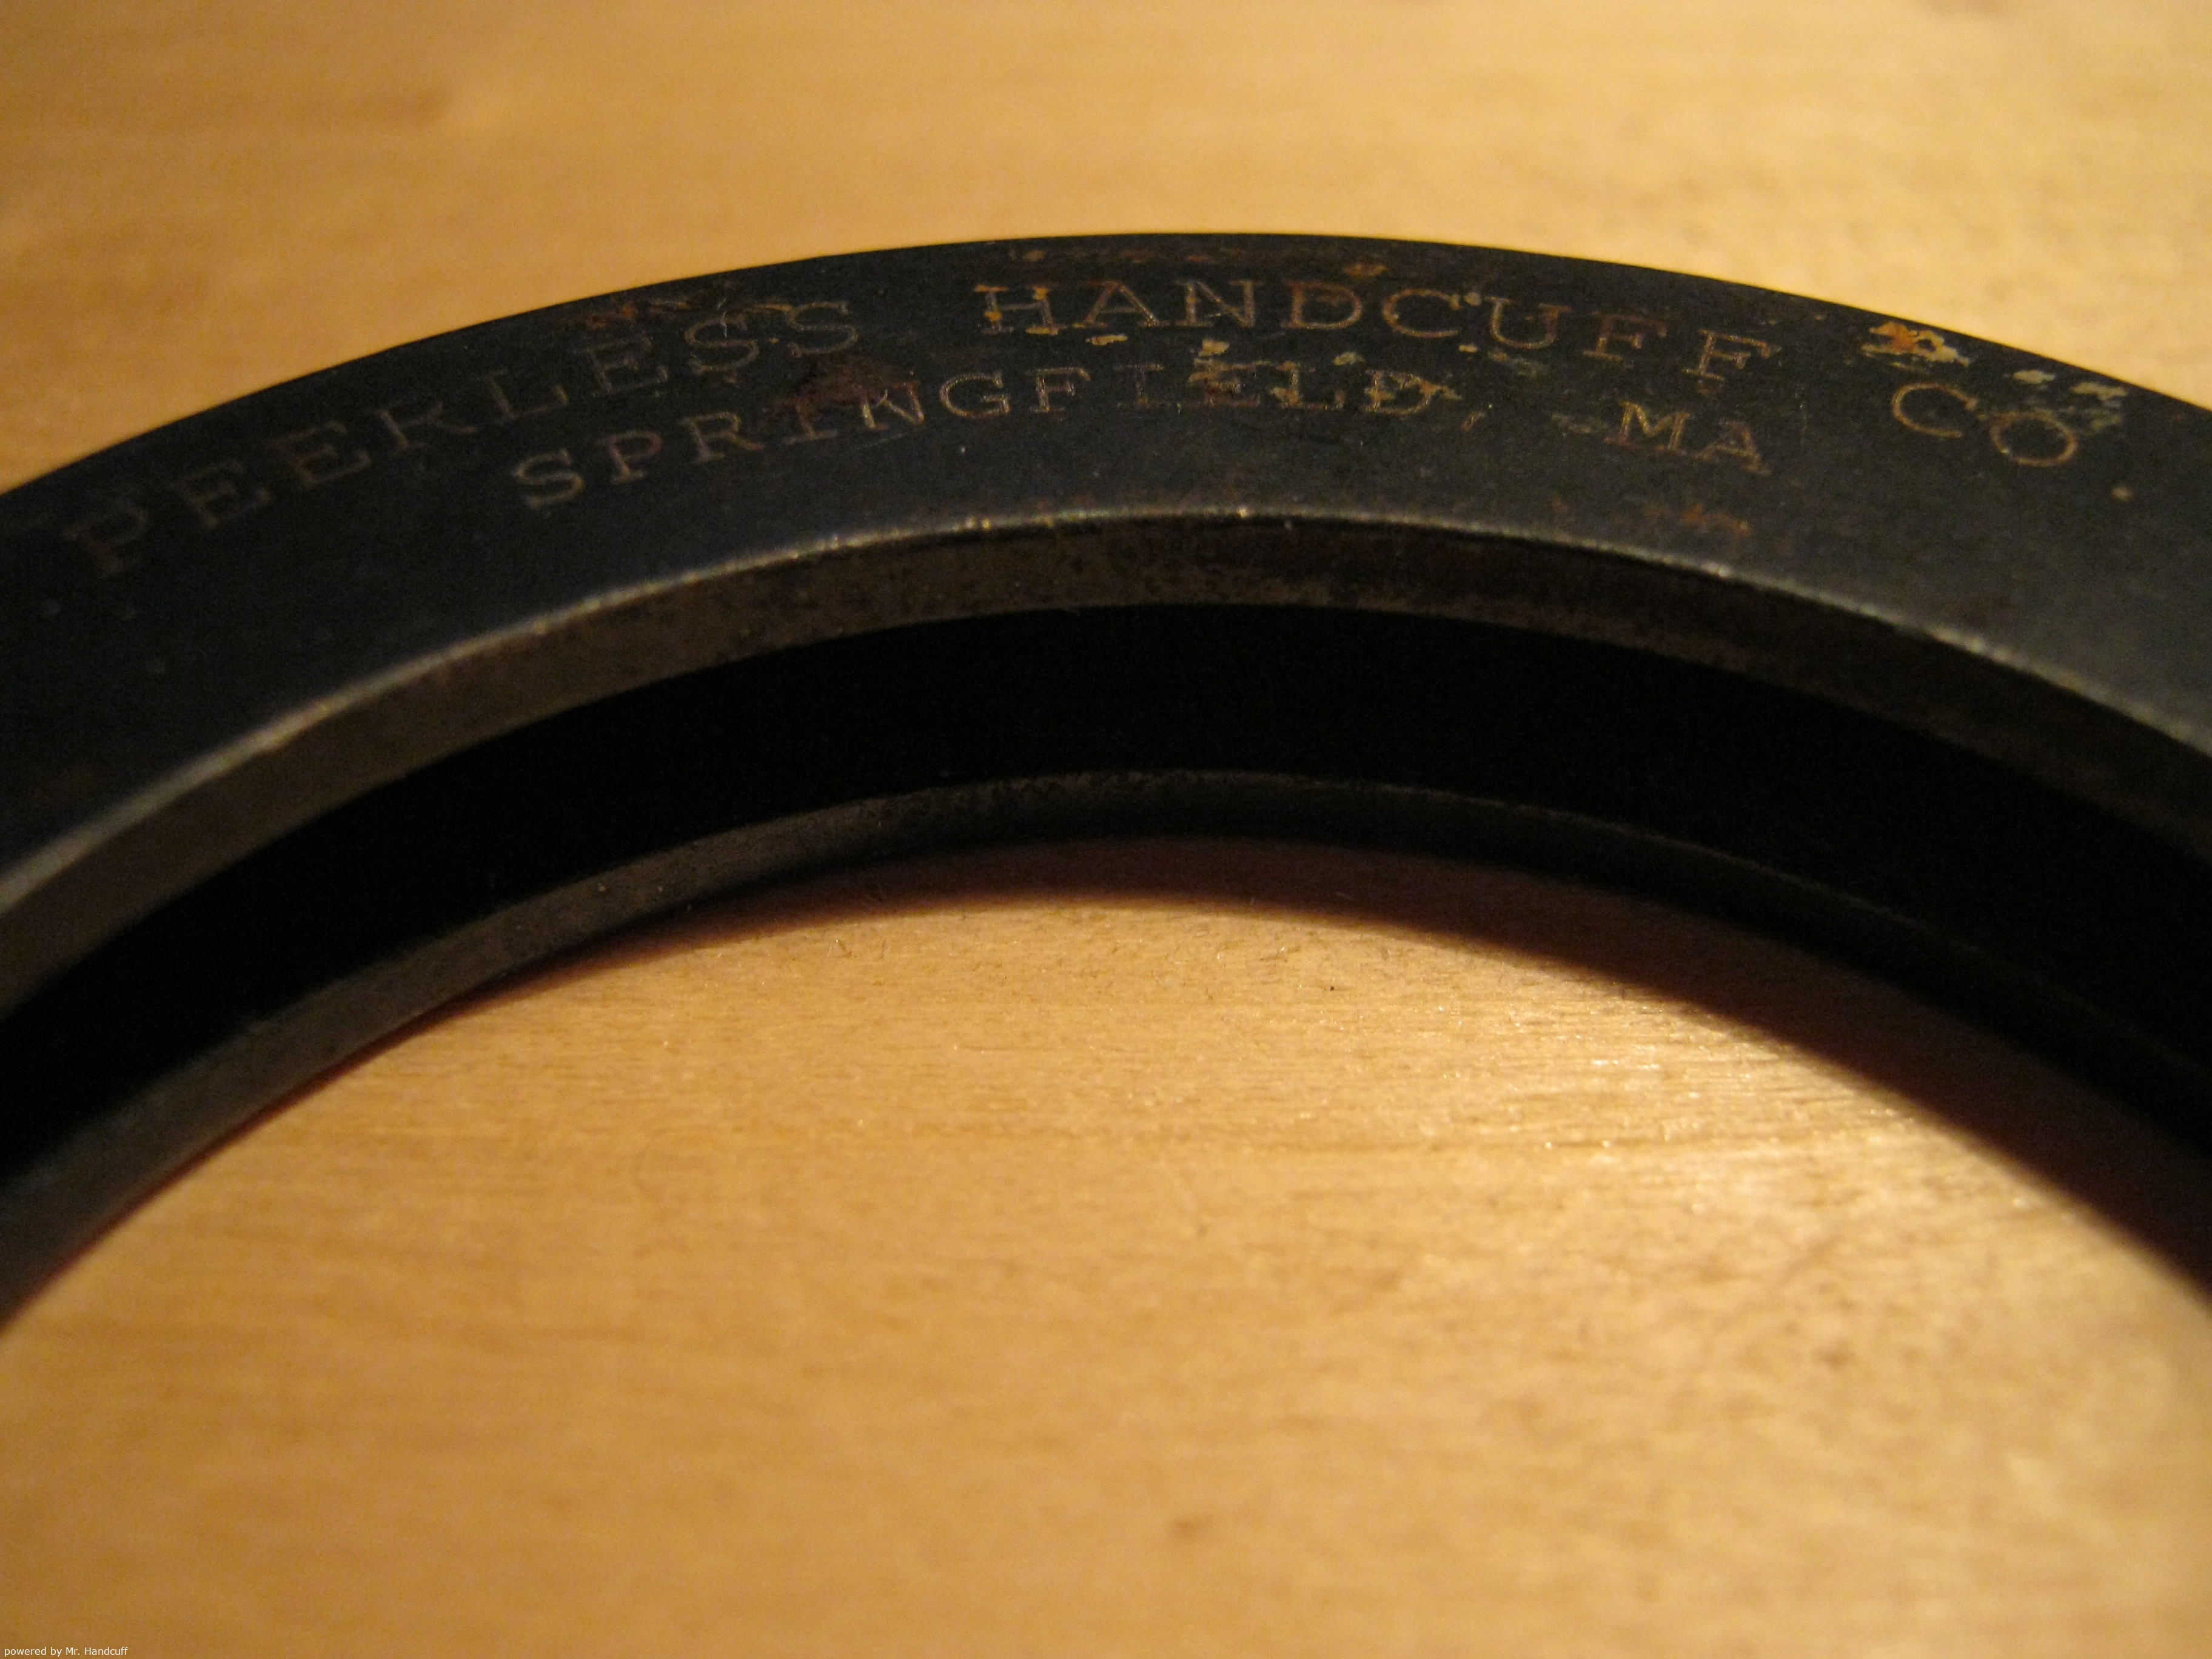 PEERLESS HANDCUFF CO.
SPRINGFIELD, MA
powered by Mr. Handcuff